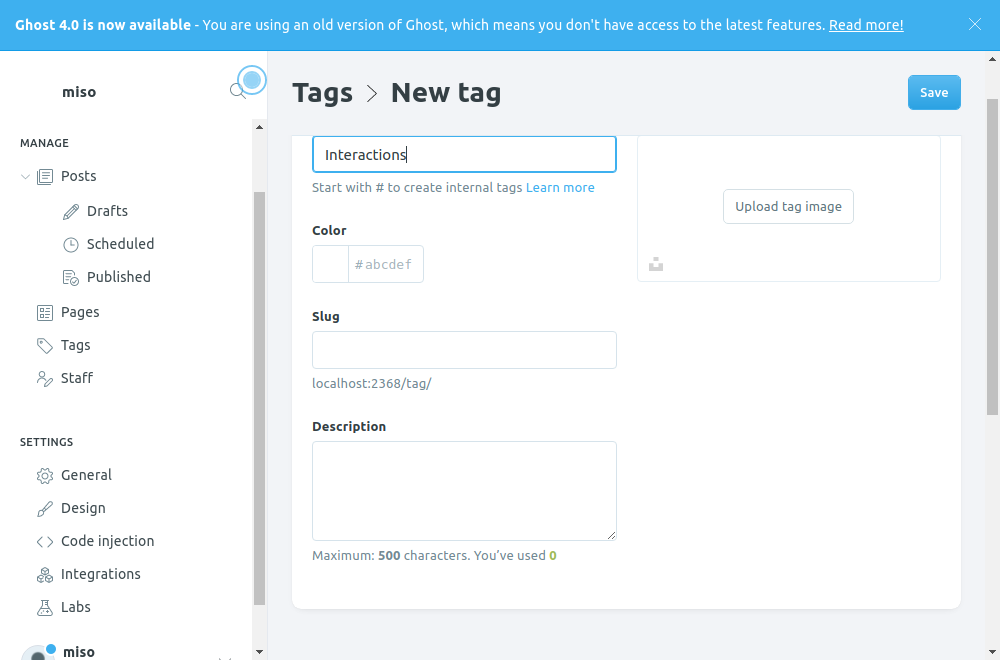 Ghost 4.0 is now available - You are using an old version of Ghost, which means you don't have access to the latest features. Read more!
miso
MANAGE
Posts
Drafts
Scheduled
Published
Pages
Tags
Staff
SETTINGS
General
Design
Code injection
Integrations
Labs
miso
Tags > New tag
Save
Interactions
Start with # to create internal tags Learn more
Upload tag image
Color
#abcdef
Slug
localhost:2368/tag/
Description
Maximum: 500 characters. You’ve used 0